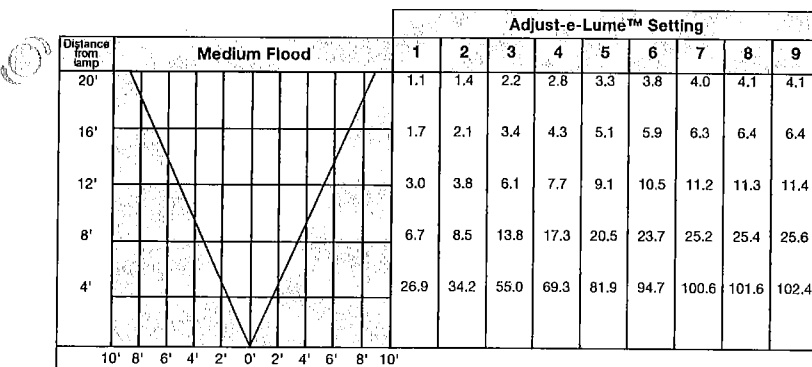 Adjust-e-Lume™ Setting
Distance from lamp Medium Flood 1 2 3 4 5 6 7 8 9
20' 1.1 1.4 2.2 2.8 3.3 3.8 4.0 4.1 4.1
16' 1.7 2.1 3.4 4.3 5.1 5.9 6.3 6.4 6.4
12' 3.0 3.8 6.1 7.7 9.1 10.5 11.2 11.3 11.4
8' 6.7 8.5 13.8 17.3 20.5 23.7 25.2 25.4 25.6
4' 26.9 34.2 55.0 69.3 81.9 94.7 100.6 101.6 102.4
10' 8' 6' 4' 2' 0' 2' 4' 6' 8' 10'